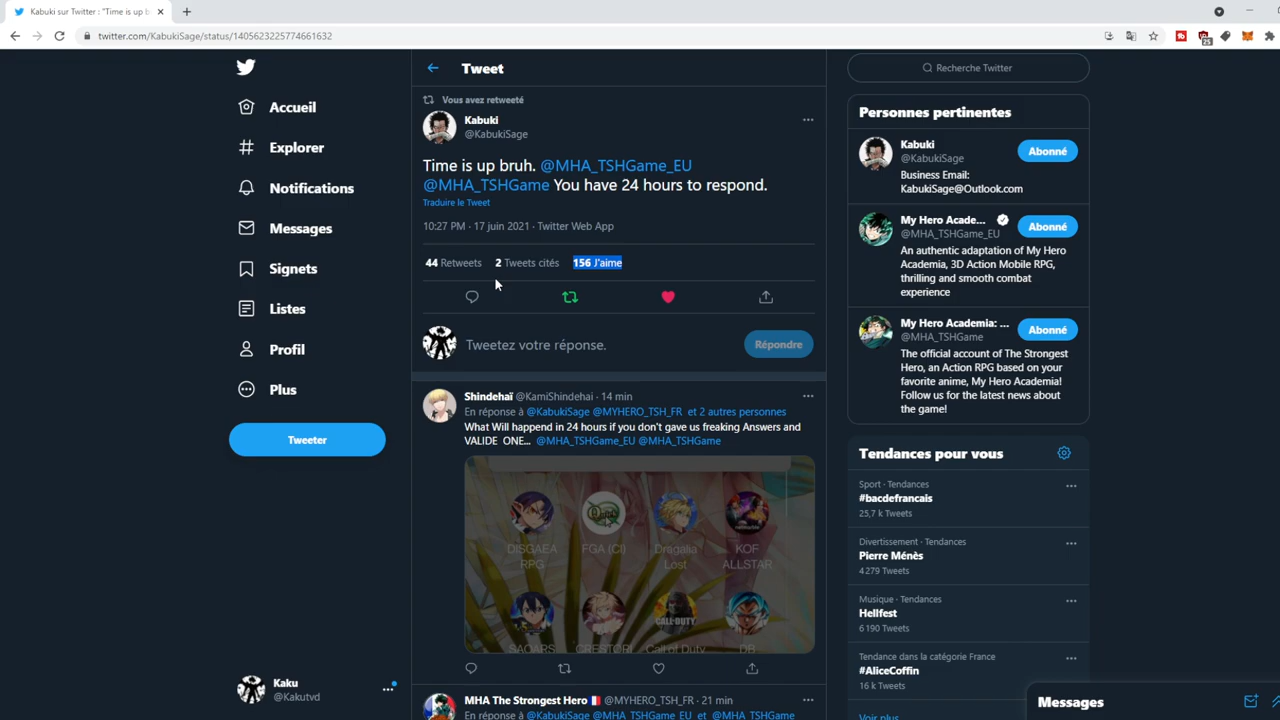 Kabuki sur Twitter : "Time is up b
twitter.com/KabukiSage/status/1405623225774661632
25
Accueil
Explorer
Notifications
Messages
Signets
Listes
Profil
Plus
Tweeter
Kaku
@Kakutvd
Tweet
Vous avez retweeté
Kabuki
@KabukiSage
Time is up bruh. @MHA_TSHGame_EU
@MHA_TSHGame You have 24 hours to respond.
Traduire le Tweet
10:27 PM · 17 juin 2021 · Twitter Web App
44 Retweets 2 Tweets cités 156 J'aime
Tweetez votre réponse.
Répondre
Shindehaï @KamiShindehai · 14 min
En réponse à @KabukiSage @MYHERO_TSH_FR et 2 autres personnes
What Will happend in 24 hours if you don't gave us freaking Answers and
VALIDE ONE... @MHA_TSHGame_EU @MHA_TSHGame
DISGAEA
RPG
FGA (CI)
Dragalia
Lost
KOF
ALLSTAR
SAOARS
CRESTORI
Call of Duty
DB
MHA The Strongest Hero 🇫🇷 @MYHERO_TSH_FR · 21 min
En réponse à @KabukiSage @MHA_TSHGame_EU et @MHA_TSHGame
Recherche Twitter
Personnes pertinentes
Kabuki
@KabukiSage
Abonné
Business Email:
KabukiSage@Outlook.com
My Hero Acade...
@MHA_TSHGame_EU
Abonné
An authentic adaptation of My Hero
Academia, 3D Action Mobile RPG,
thrilling and smooth combat
experience
My Hero Academia: ...
@MHA_TSHGame
Abonné
The official account of The Strongest
Hero, an Action RPG based on your
favorite anime, My Hero Academia!
Follow us for the latest news about
the game!
Tendances pour vous
Sport · Tendances
#bacdefrancais
25,7 k Tweets
Divertissement · Tendances
Pierre Ménès
4 279 Tweets
Musique · Tendances
Hellfest
6 190 Tweets
Tendance dans la catégorie France
#AliceCoffin
16 k Tweets
Voir plus
Messages